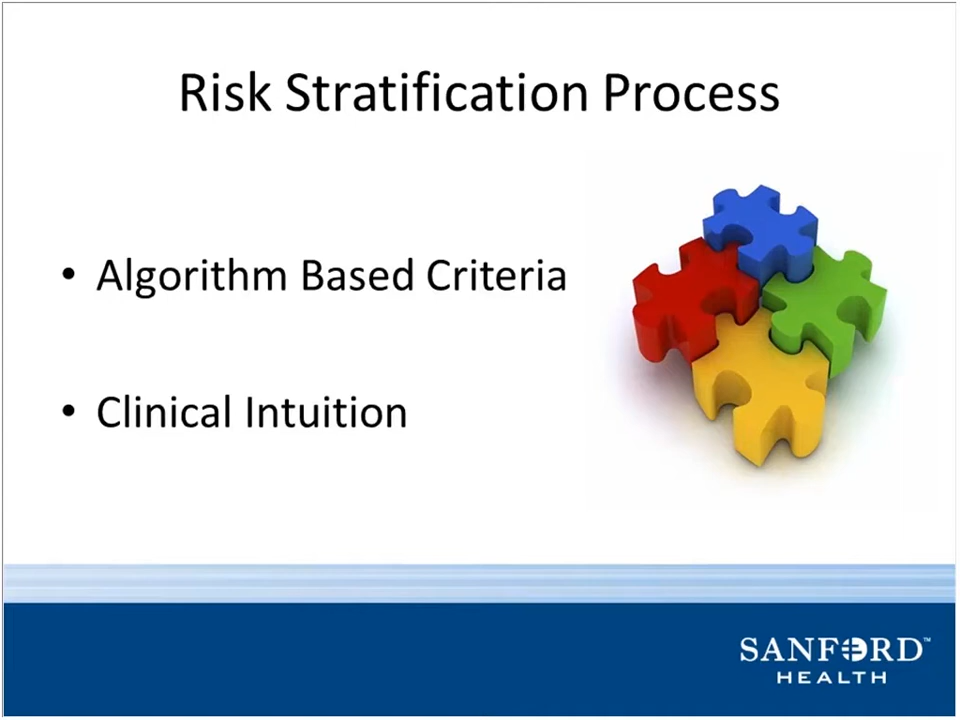 Risk Stratification Process
• Algorithm Based Criteria
• Clinical Intuition
SANFORD™
HEALTH